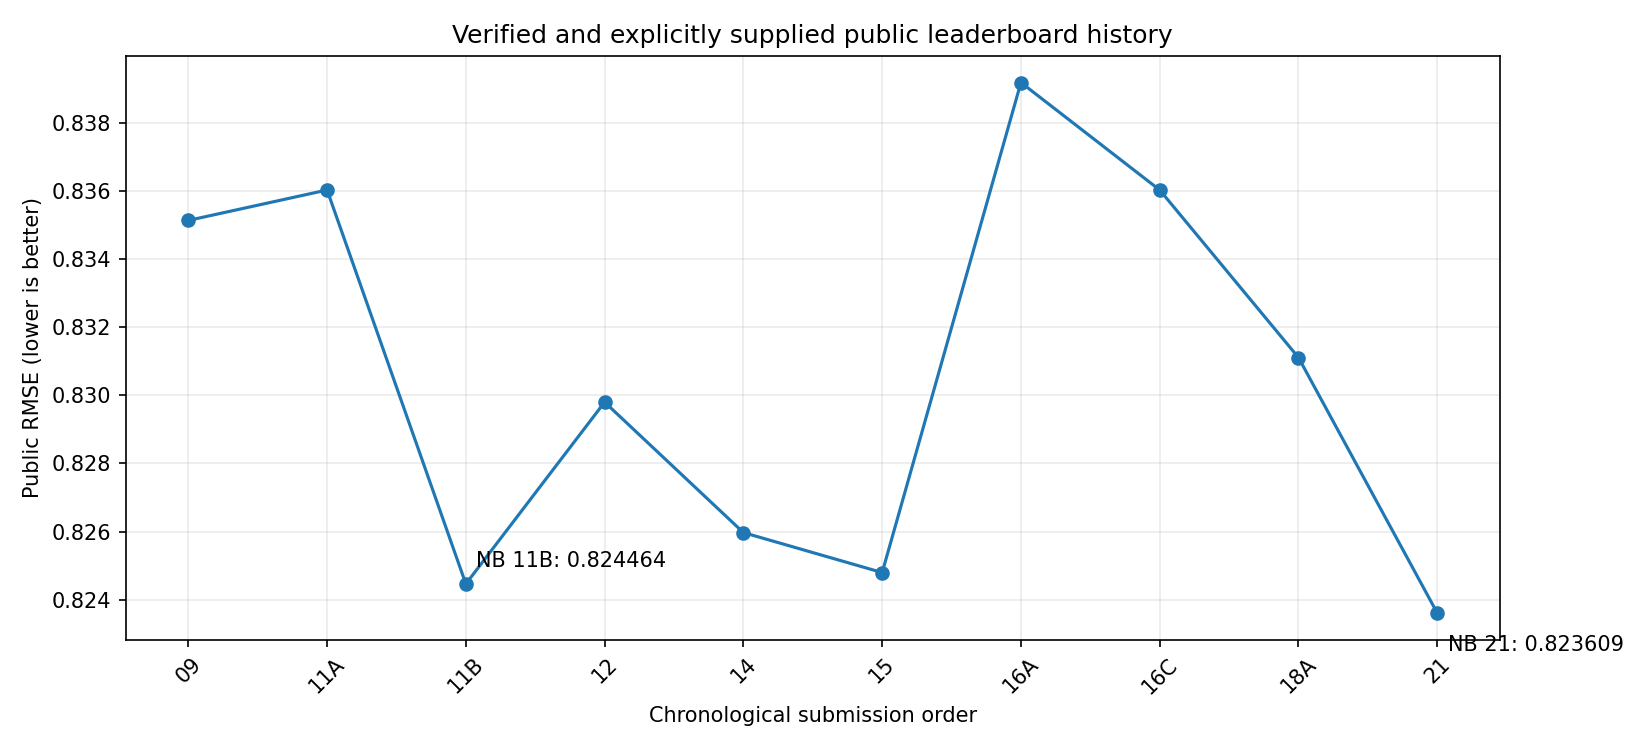 Verified and explicitly supplied public leaderboard history
Public RMSE (lower is better)
0.838
0.836
0.834
0.832
0.830
0.828
0.826
0.824
NB 11B: 0.824464
NB 21: 0.823609
09
11A
11B
12
14
15
16A
16C
18A
21
Chronological submission order